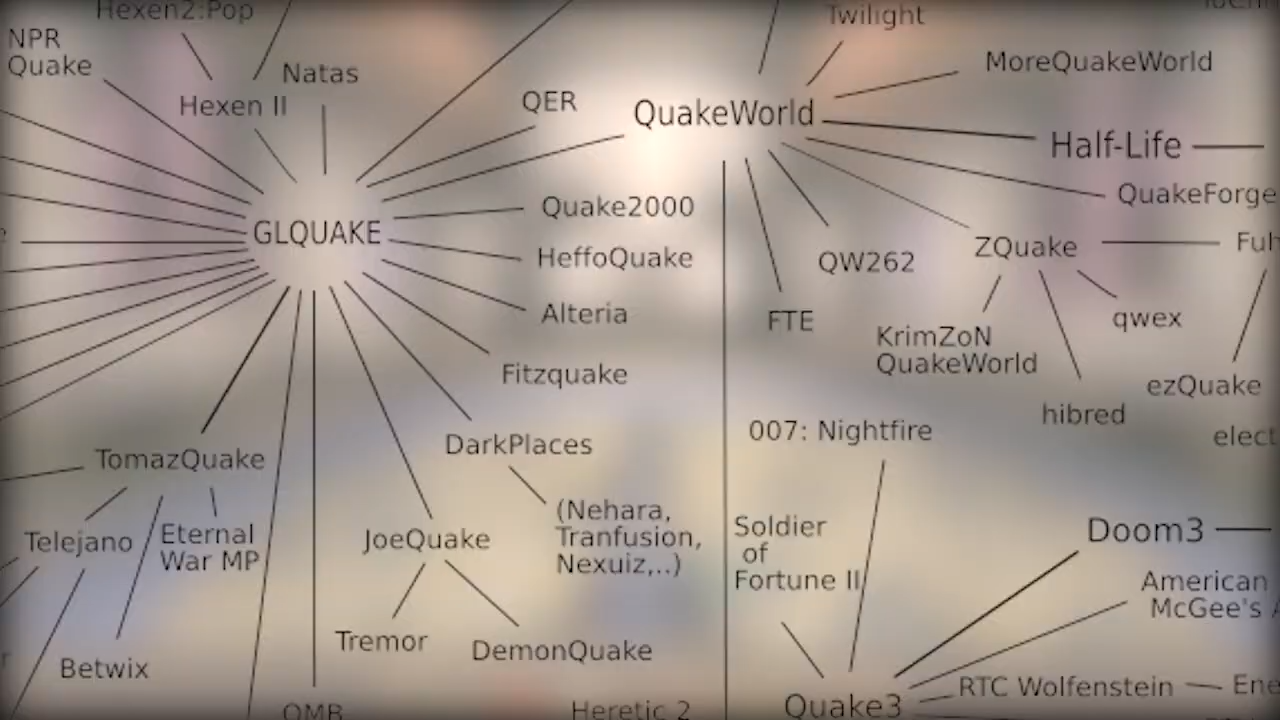 Hexen2:Pop
Twilight
NPR
Quake
Natas
MoreQuakeWorld
Hexen II
QER
QuakeWorld
Half-Life
QuakeForge
Quake2000
GLQUAKE
ZQuake
HeffoQuake
QW262
Alteria
FTE
qwex
KrimZoN
QuakeWorld
Fitzquake
ezQuake
hibred
007: Nightfire
elect
DarkPlaces
TomazQuake
(Nehara,
Tranfusion,
Nexuiz,..)
Soldier
of
Fortune II
Doom3
Telejano
Eternal
War MP
JoeQuake
American
McGee's
Tremor
DemonQuake
Betwix
RTC Wolfenstein
Ene
Quake3
QMB
Heretic 2